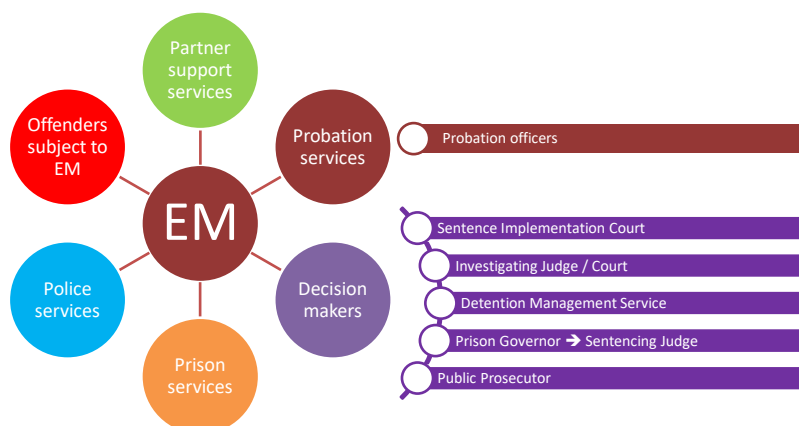 Partner
support
services
Offenders
subject to
EM
Probation
services
EM
Police
services
Decision
makers
Prison
services
Probation officers
Sentence Implementation Court
Investigating Judge / Court
Detention Management Service
Prison Governor ➔ Sentencing Judge
Public Prosecutor